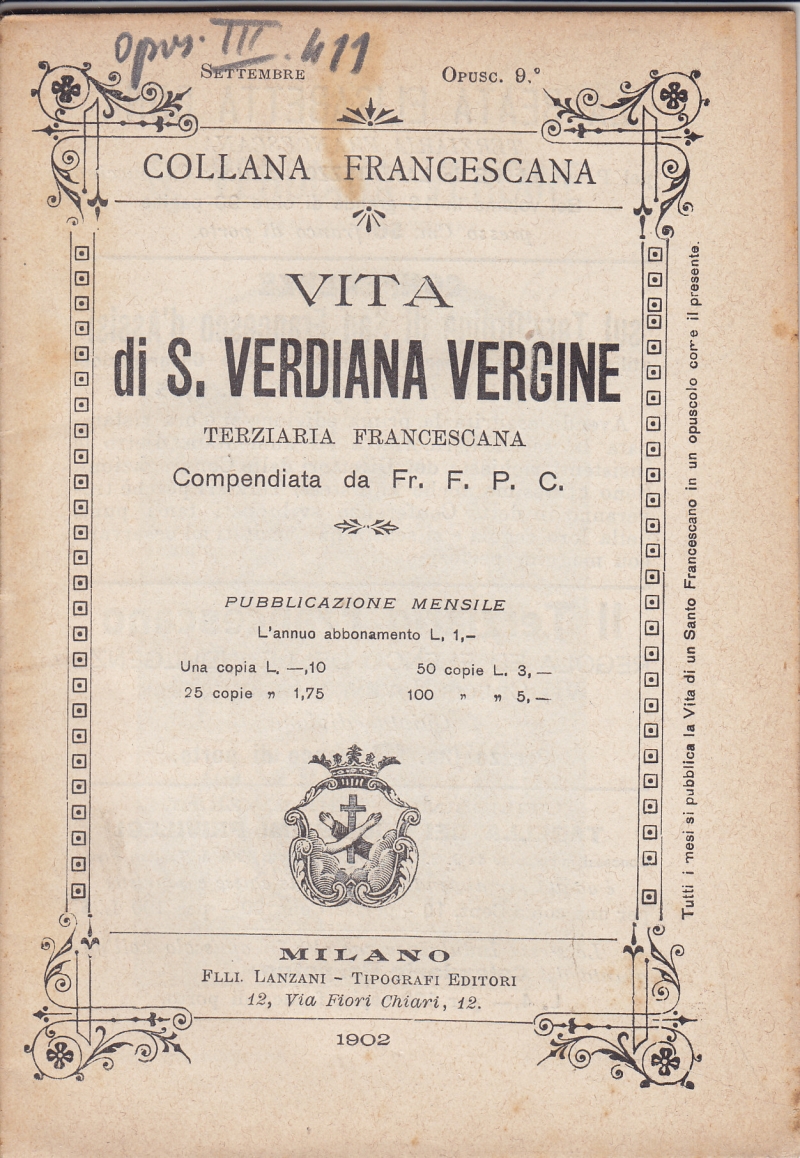 Opus. III. 411
SETTEMBRE OPUSC. 9.°
COLLANA FRANCESCANA
VITA
di S. VERDIANA VERGINE
TERZIARIA FRANCESCANA
Compendiata da Fr. F. P. C.
PUBBLICAZIONE MENSILE
L'annuo abbonamento L. 1,—
Una copia L. —,10 50 copie L. 3,—
25 copie „ 1,75 100 „ „ 5,—
Tutti i mesi si pubblica la Vita di un Santo Francescano in un opuscolo come il presente.
MILANO
FLLI. LANZANI – TIPOGRAFI EDITORI
12, Via Fiori Chiari, 12.
1902